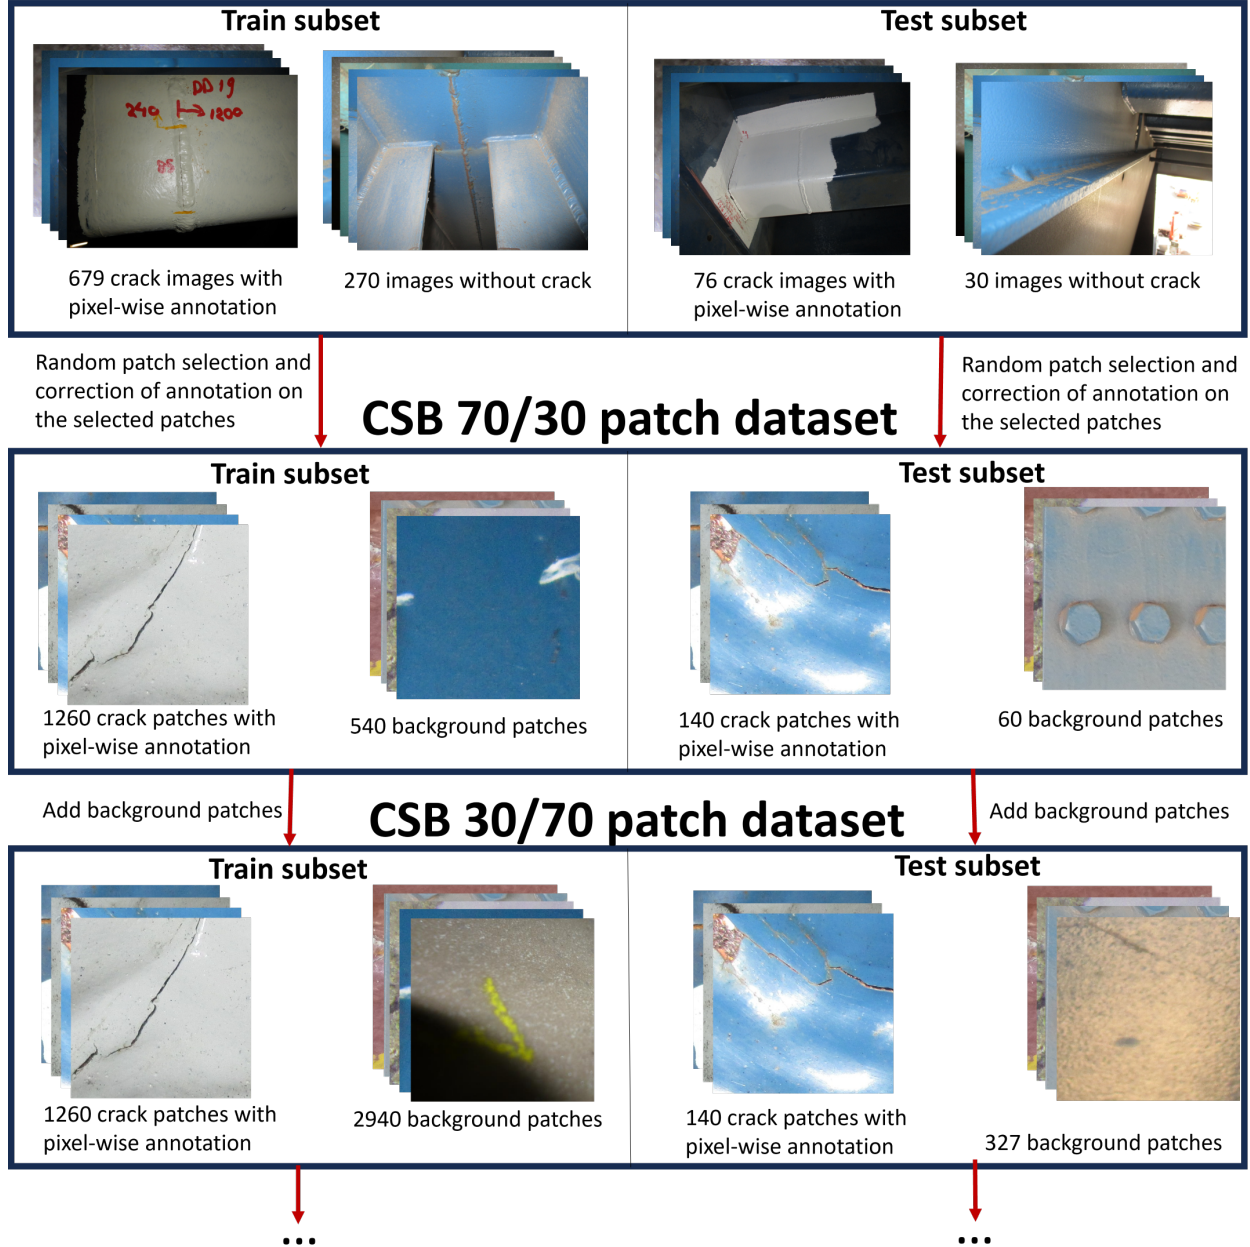 Train subset
Test subset
DD 19
240
1200
85
679 crack images with
pixel-wise annotation
270 images without crack
76 crack images with
pixel-wise annotation
30 images without crack
Random patch selection and
correction of annotation on
the selected patches
Random patch selection and
correction of annotation on
the selected patches
CSB 70/30 patch dataset
Train subset
Test subset
1260 crack patches with
pixel-wise annotation
540 background patches
140 crack patches with
pixel-wise annotation
60 background patches
Add background patches
Add background patches
CSB 30/70 patch dataset
Train subset
Test subset
1260 crack patches with
pixel-wise annotation
2940 background patches
140 crack patches with
pixel-wise annotation
327 background patches
...
...